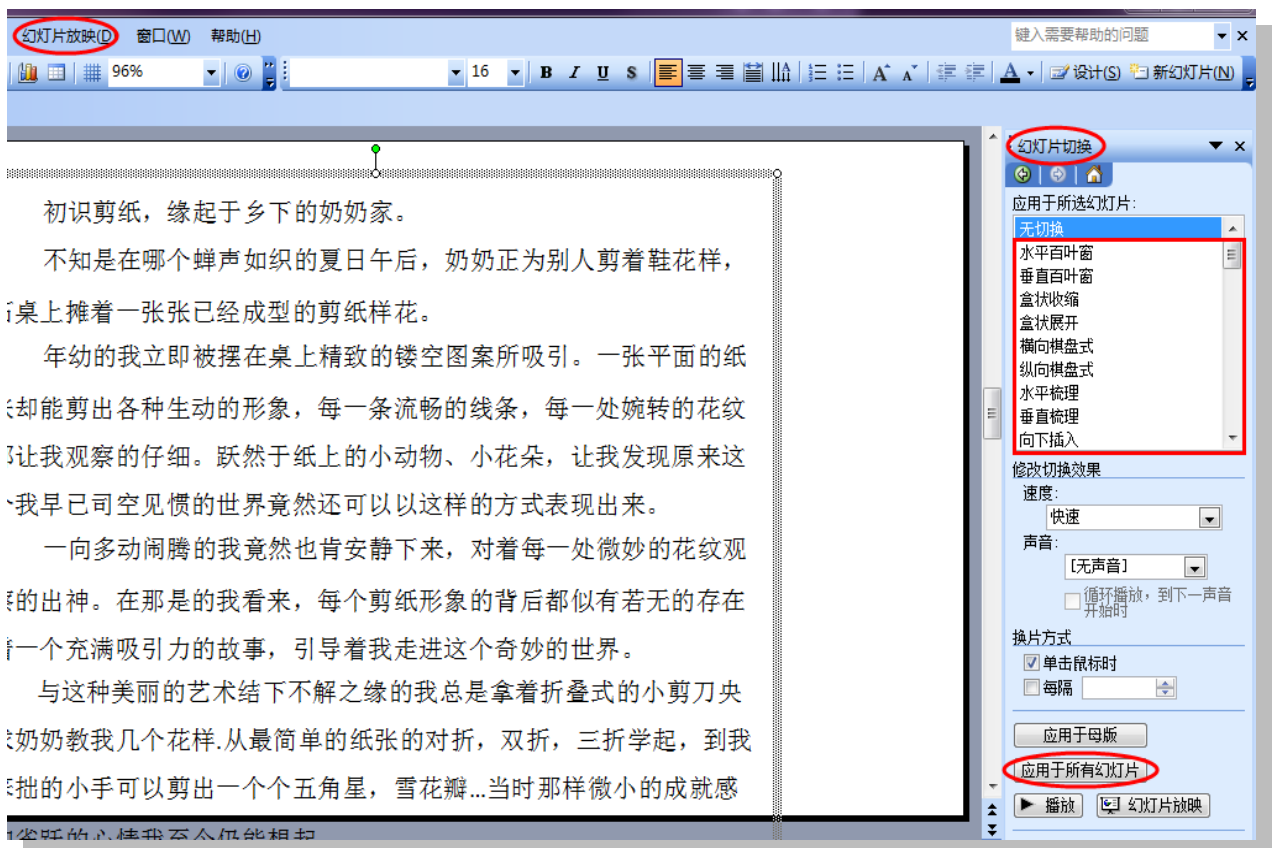 幻灯片放映(D) 窗口(W) 帮助(H) 键入需要帮助的问题
96% 16 B I U S A A A 设计(S) 新幻灯片(N)
幻灯片切换
应用于所选幻灯片:
无切换
水平百叶窗
垂直百叶窗
盒状收缩
盒状展开
横向棋盘式
纵向棋盘式
水平梳理
垂直梳理
向下插入
修改切换效果
速度:
快速
声音:
[无声音]
循环播放，到下一声音
开始时
换片方式
单击鼠标时
每隔
应用于母版
应用于所有幻灯片
播放 幻灯片放映
初识剪纸，缘起于乡下的奶奶家。
不知是在哪个蝉声如织的夏日午后，奶奶正为别人剪着鞋花样，
桌上摊着一张张已经成型的剪纸样花。
年幼的我立即被摆在桌上精致的镂空图案所吸引。一张平面的纸
却能剪出各种生动的形象，每一条流畅的线条，每一处婉转的花纹
让我观察的仔细。跃然于纸上的小动物、小花朵，让我发现原来这
我早已司空见惯的世界竟然还可以以这样的方式表现出来。
一向多动闹腾的我竟然也肯安静下来，对着每一处微妙的花纹观
的出神。在那是的我看来，每个剪纸形象的背后都似有若无的存在
一个充满吸引力的故事，引导着我走进这个奇妙的世界。
与这种美丽的艺术结下不解之缘的我总是拿着折叠式的小剪刀央
奶奶教我几个花样.从最简单的纸张的对折，双折，三折学起，到我
拙的小手可以剪出一个个五角星，雪花瓣...当时那样微小的成就感
雀跃的心情我至今仍能想起